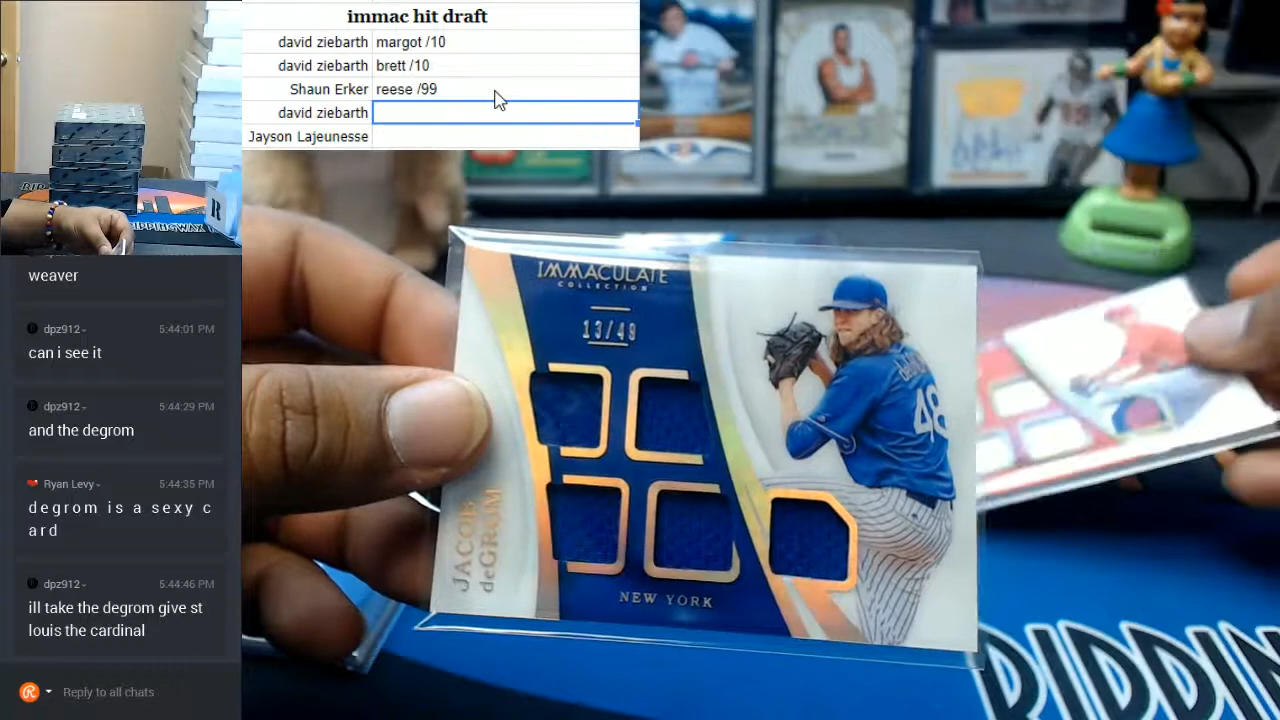 immac hit draft
david ziebarth margot /10
david ziebarth brett /10
Shaun Erker reese /99
david ziebarth
Jayson Lajeunesse
R
RIPPINGWAX
weaver
dpz912 5:44:01 PM
can i see it
dpz912 5:44:29 PM
and the degrom
Ryan Levy 5:44:35 PM
d e g r o m i s a s e x y c
a r d
dpz912 5:44:46 PM
ill take the degrom give st
louis the cardinal
Reply to all chats
IMMACULATE
COLLECTION
13/49
JACOB
deGROM
NEW YORK
48
RIPPIN